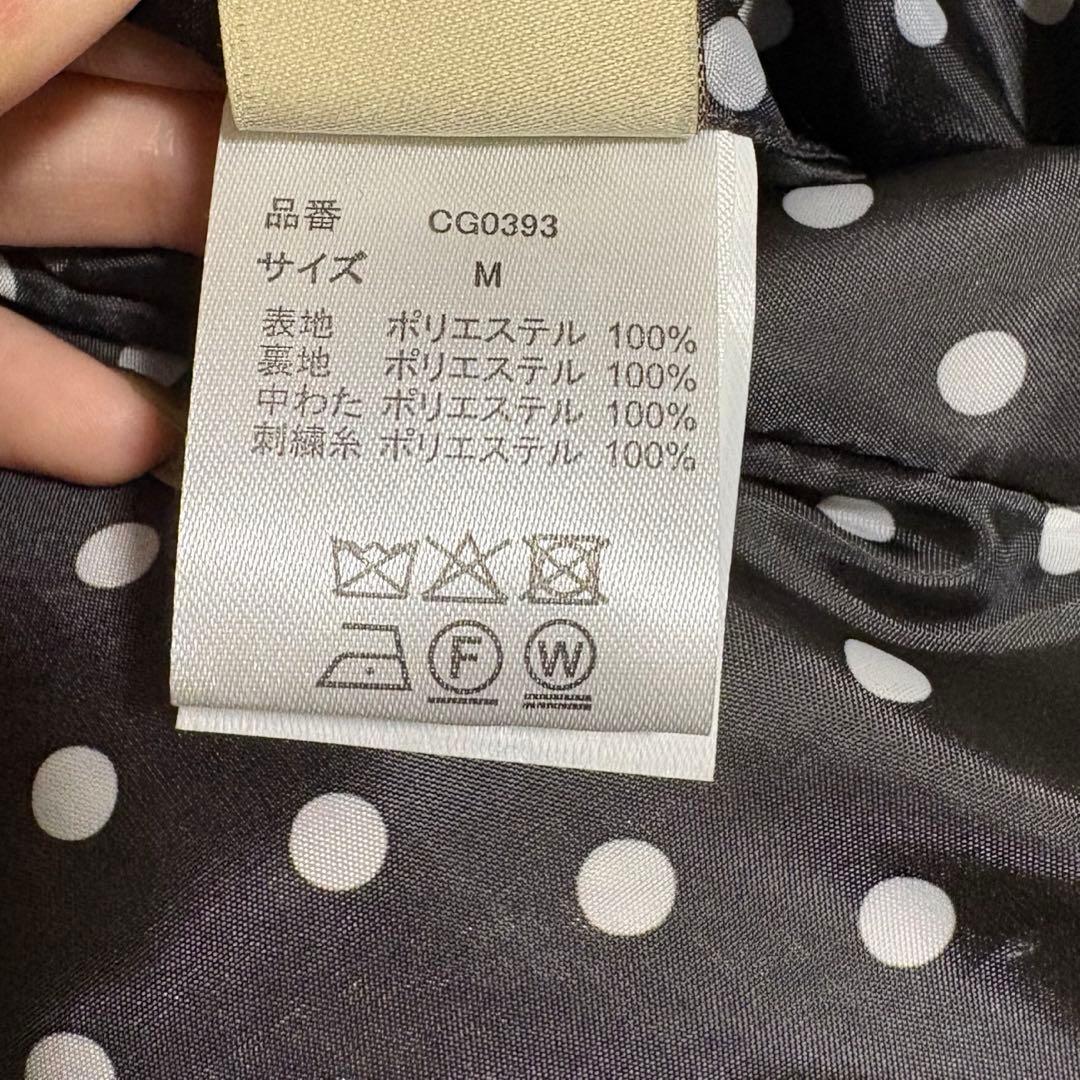 品番 CG0393
サイズ M
表地 ポリエステル 100%
裏地 ポリエステル 100%
中わた ポリエステル 100%
刺繍糸 ポリエステル 100%
F W